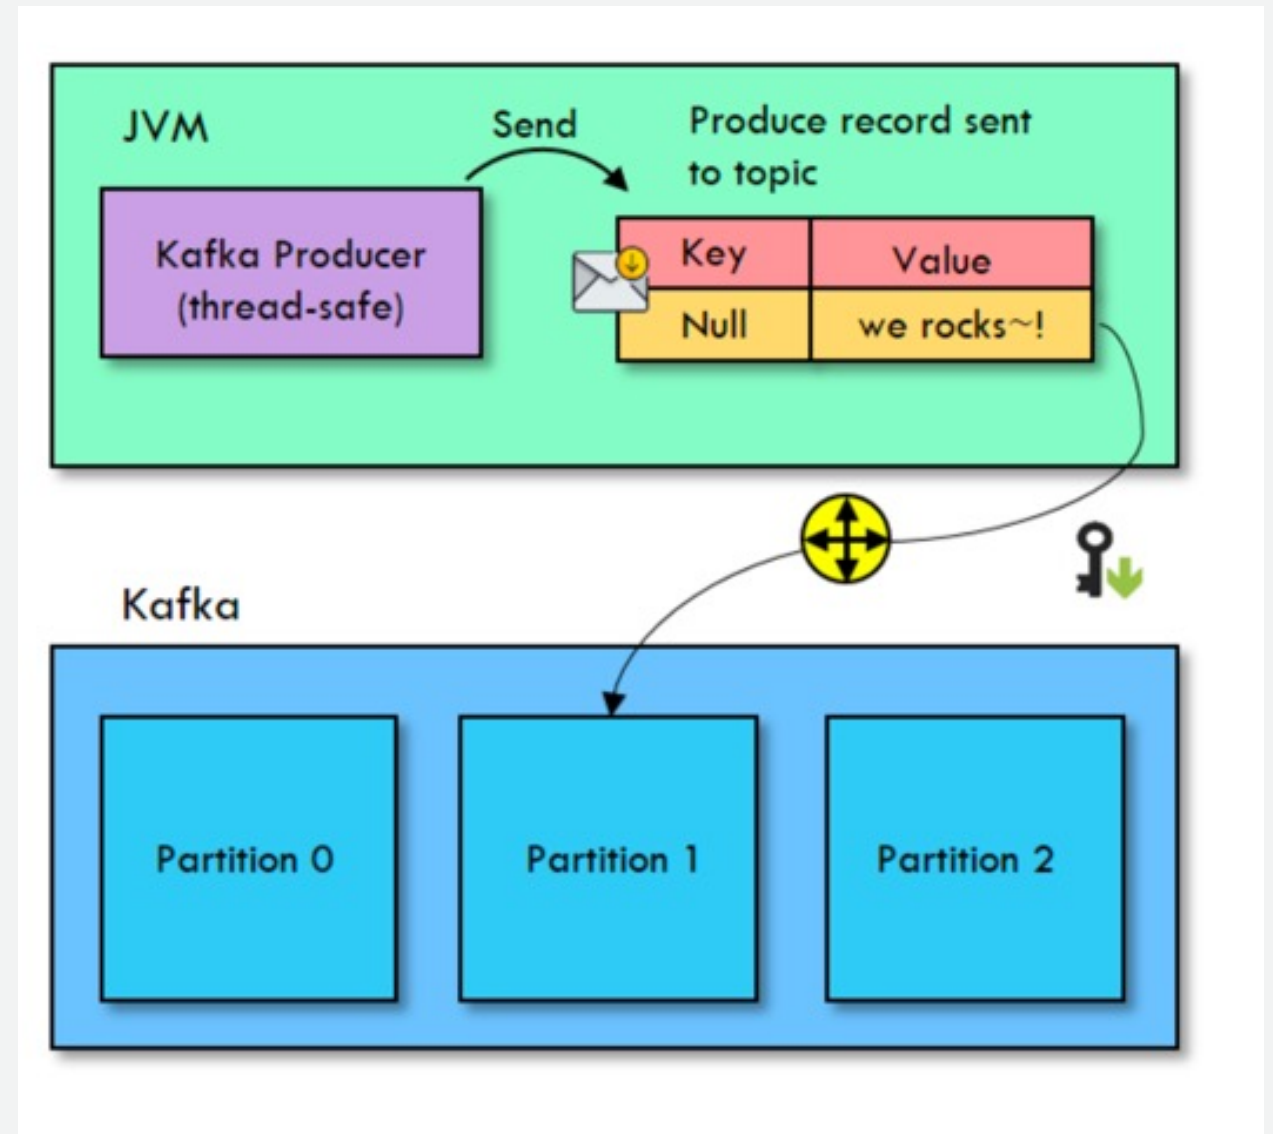 JVM
Send
Produce record sent
to topic
Kafka Producer
(thread-safe)
Key
Value
Null
we rocks~!
Kafka
Partition 0
Partition 1
Partition 2